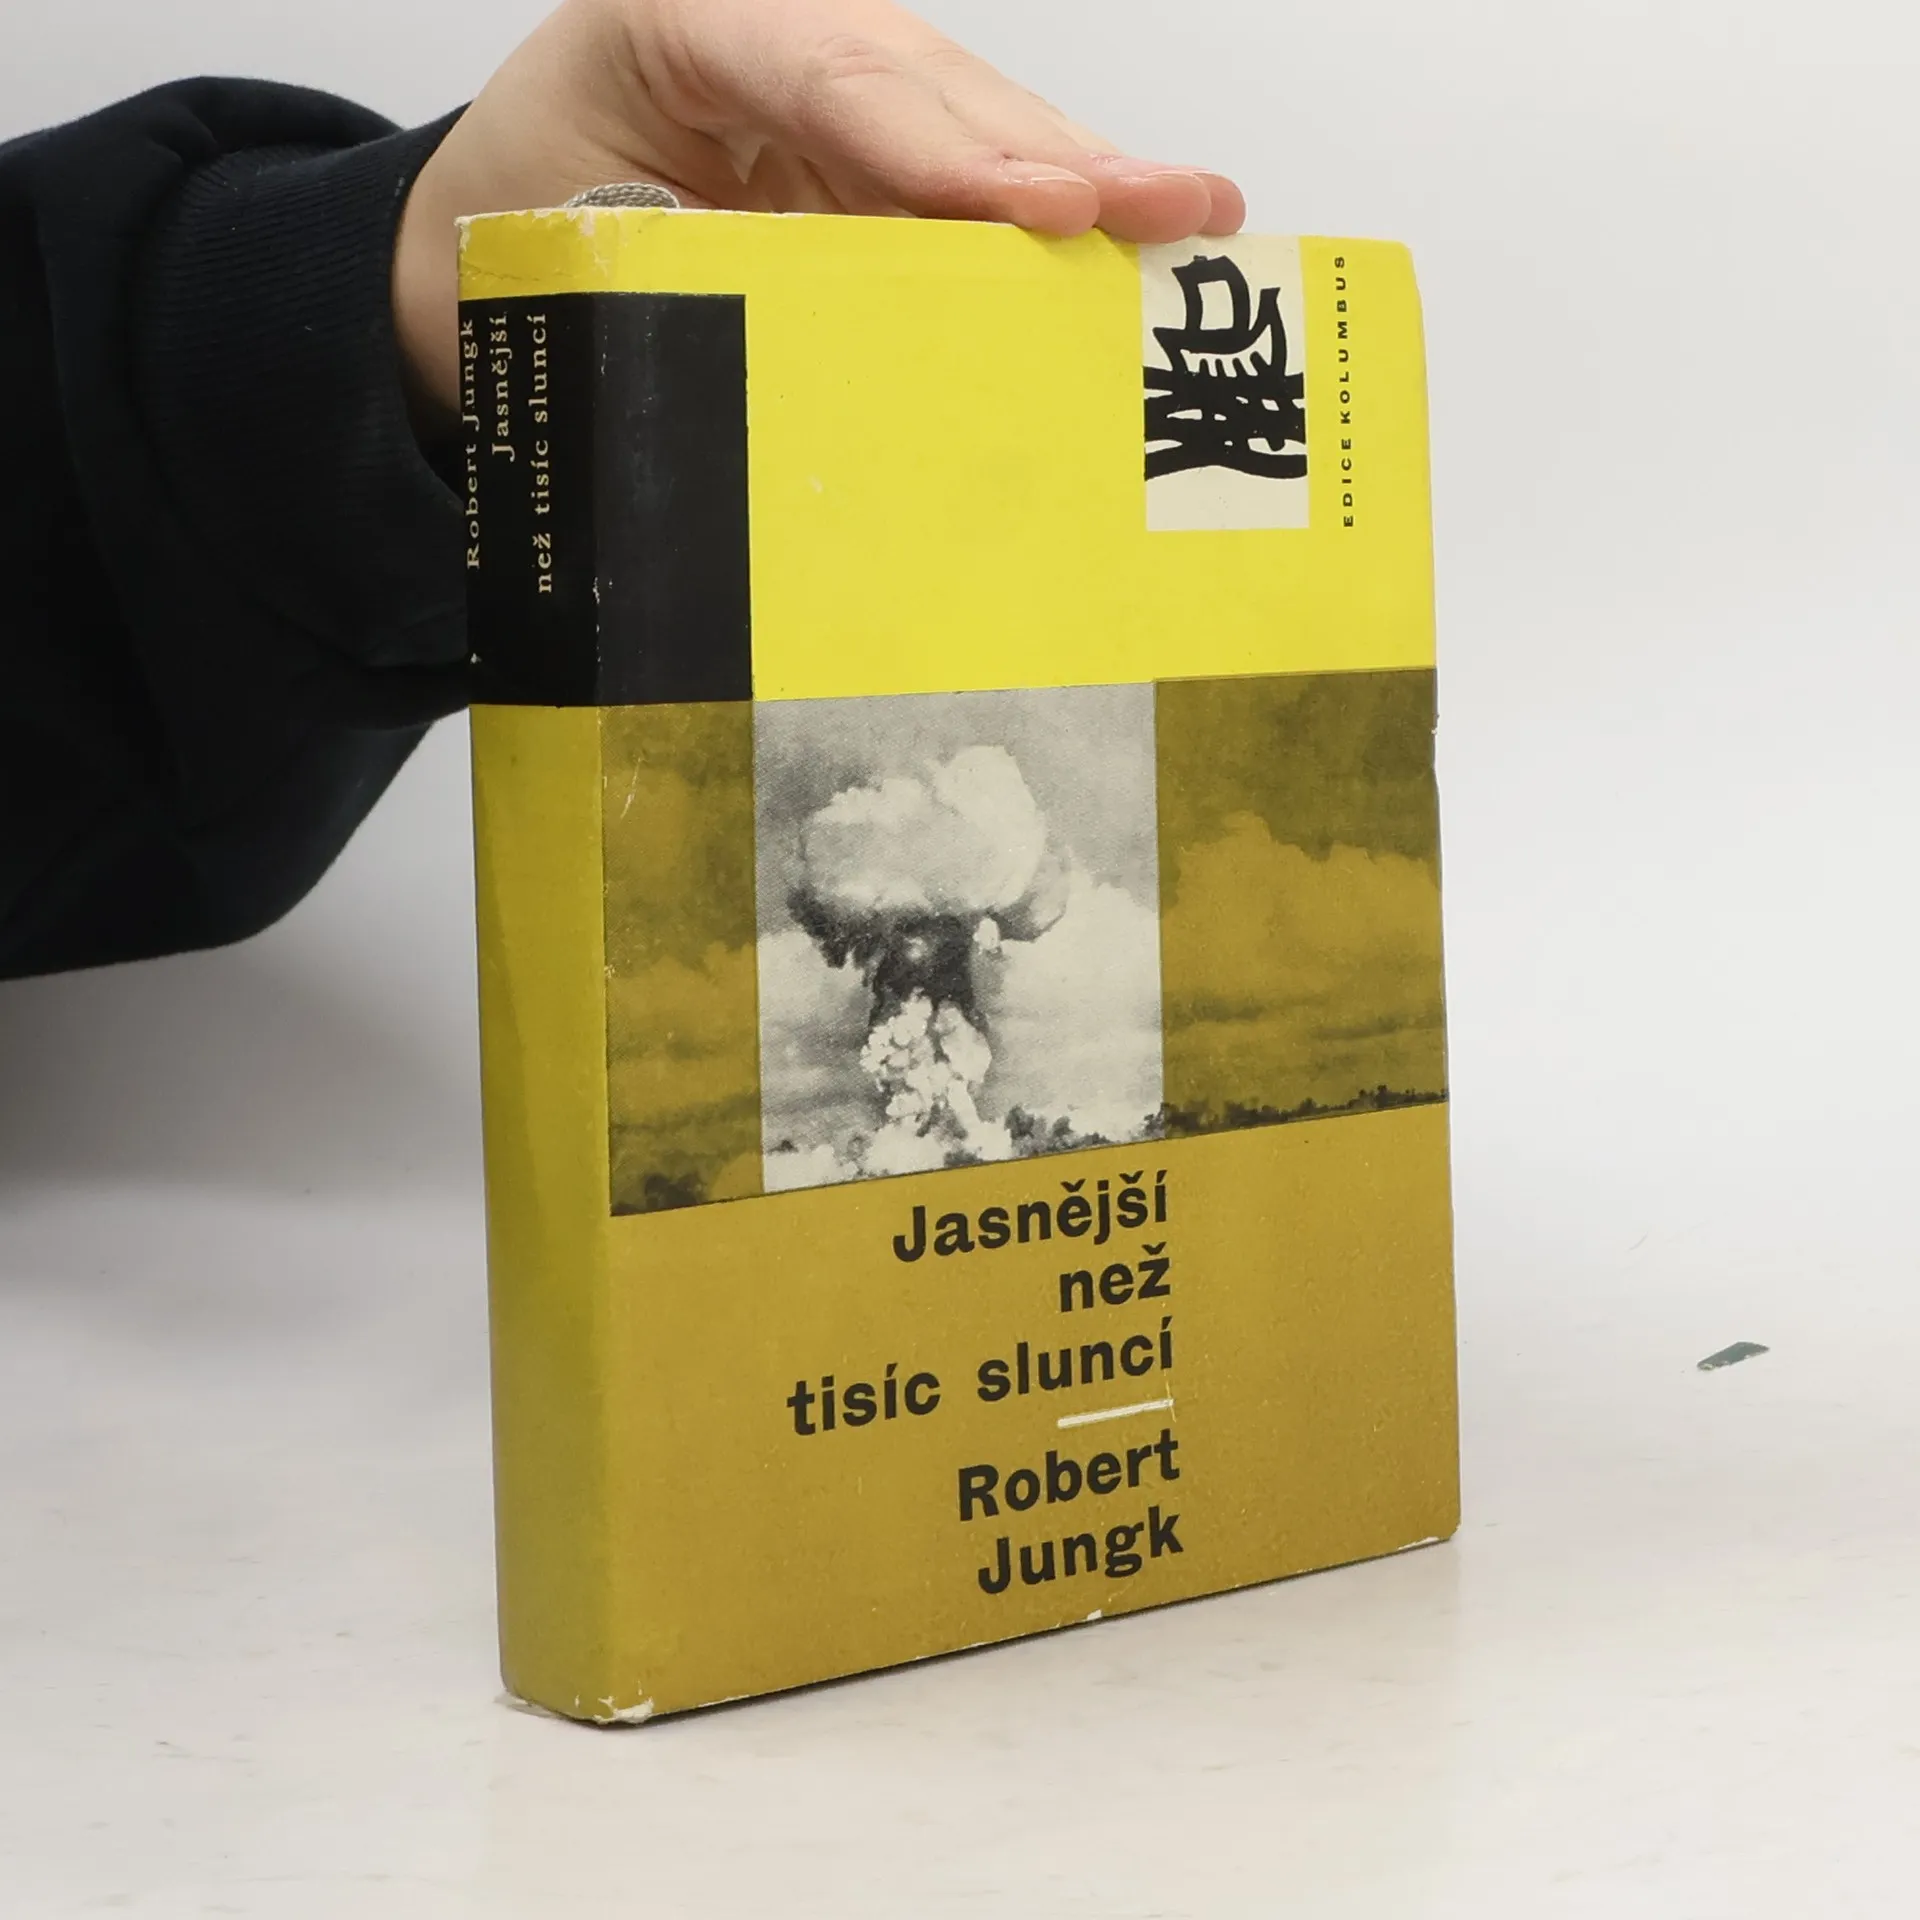 Robert Jungk
Jasnější
než tisíc sluncí
EDICE KOLUMBUS
Jasnější
než
tisíc sluncí
Robert
Jungk